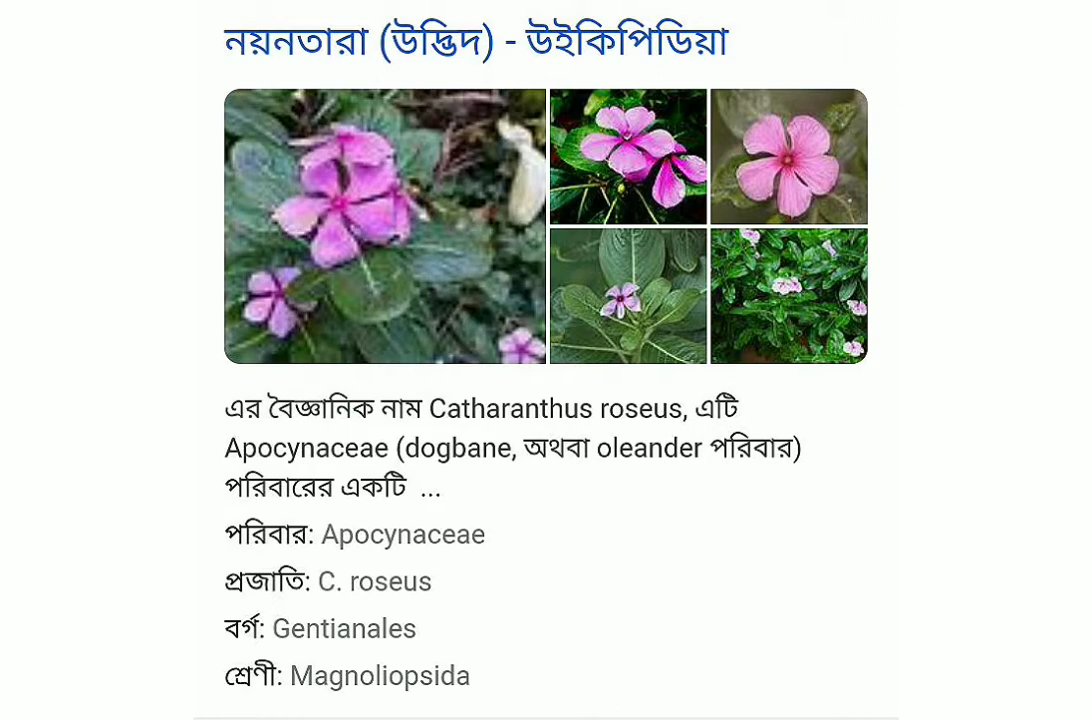 নয়নতারা (উদ্ভিদ) - উইকিপিডিয়া
এর বৈজ্ঞানিক নাম Catharanthus roseus, এটি
Apocynaceae (dogbane, অথবা oleander পরিবার)
পরিবারের একটি ...
পরিবার: Apocynaceae
প্রজাতি: C. roseus
বর্গ: Gentianales
শ্রেণী: Magnoliopsida